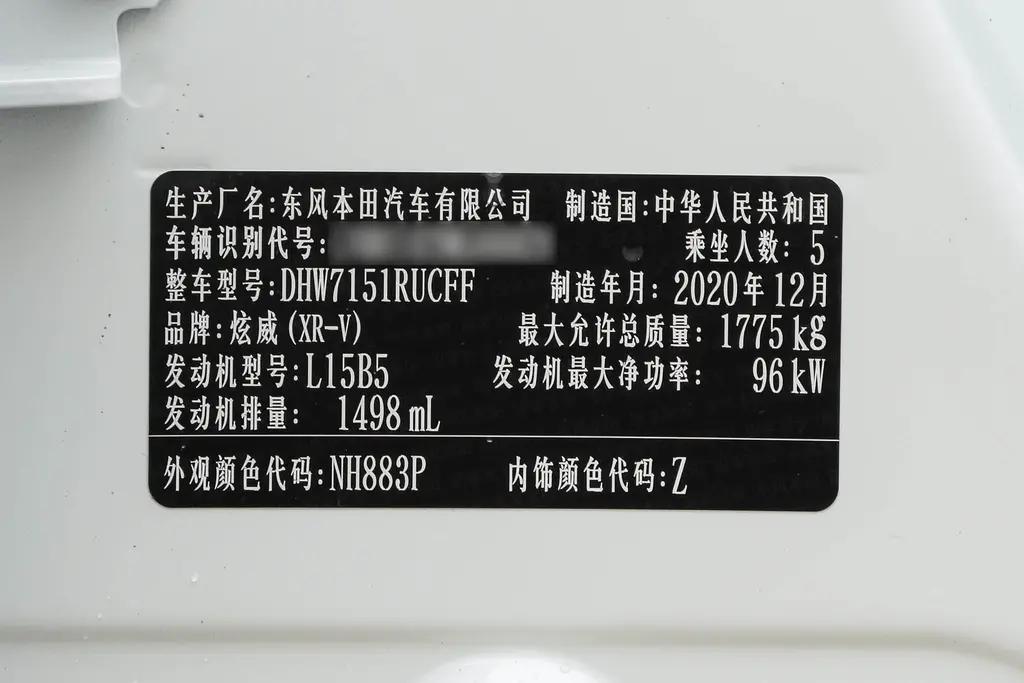 生产厂名:东风本田汽车有限公司 制造国:中华人民共和国
车辆识别代号: 乘坐人数: 5
整车型号:DHW7151RUCFF 制造年月: 2020年12月
品牌:炫威(XR-V) 最大允许总质量: 1775kg
发动机型号:L15B5 发动机最大净功率: 96kW
发动机排量: 1498mL
外观颜色代码:NH883P 内饰颜色代码:Z